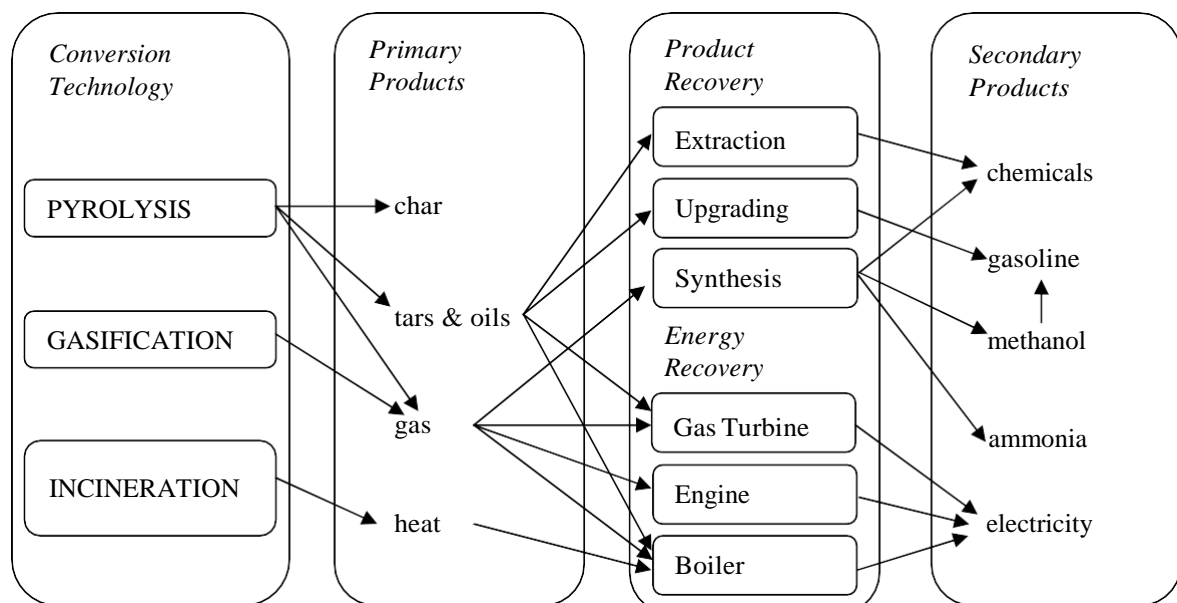 Conversion
Technology
PYROLYSIS
GASIFICATION
INCINERATION
Primary
Products
char
tars & oils
gas
heat
Product
Recovery
Extraction
Upgrading
Synthesis
Energy
Recovery
Gas Turbine
Engine
Boiler
Secondary
Products
chemicals
gasoline
methanol
ammonia
electricity